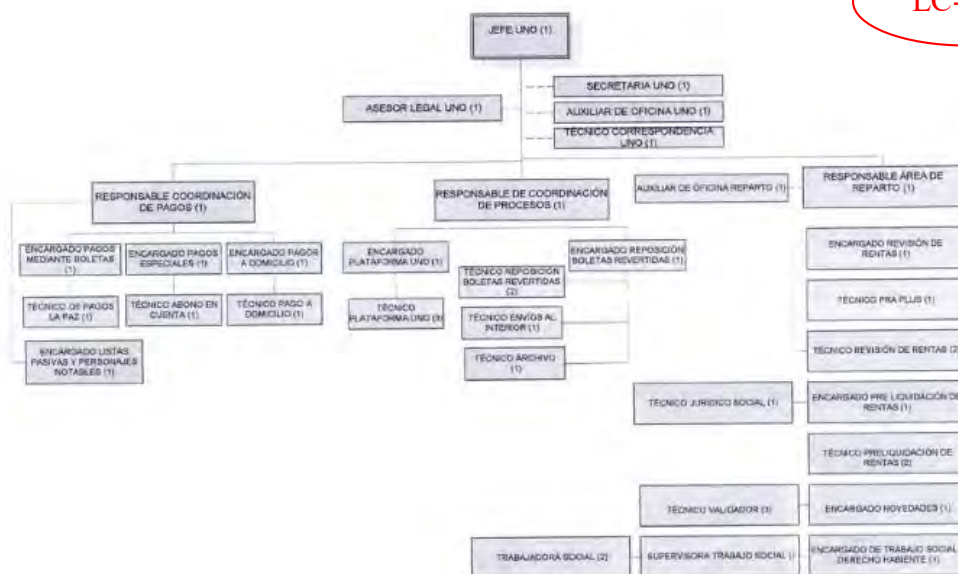 LC-
JEFE UNO (1)
SECRETARIA UNO (1)
ASESOR LEGAL UNO (1)
AUXILIAR DE OFICINA UNO (1)
TÉCNICO CORRESPONDENCIA
UNO (1)
RESPONSABLE COORDINACIÓN
DE PAGOS (1)
RESPONSABLE DE COORDINACIÓN
DE PROCESOS (1)
AUXILIAR DE OFICINA REPARTO (1)
RESPONSABLE ÁREA DE
REPARTO (1)
ENCARGADO PAGOS
MEDIANTE BOLETAS
(1)
ENCARGADO PAGOS
ESPECIALES (1)
ENCARGADO PAGOS
A DOMICILIO (1)
ENCARGADO
PLATAFORMA UNO (1)
ENCARGADO REPOSICIÓN
BOLETAS REVERTIDAS (1)
ENCARGADO REVISIÓN DE
RENTAS (1)
TÉCNICO REPOSICIÓN
BOLETAS REVERTIDAS
(2)
TÉCNICO DE PAGOS
LA PAZ (1)
TÉCNICO ABONO EN
CUENTA (1)
TÉCNICO PAGO A
DOMICILIO (1)
TÉCNICO
PLATAFORMA UNO (3)
TÉCNICO ENVÍOS AL
INTERIOR (1)
TÉCNICO PRA PLUS (1)
ENCARGADO LISTAS
PASIVAS Y PERSONAJES
NOTABLES (1)
TÉCNICO ARCHIVO
(1)
TÉCNICO REVISIÓN DE RENTAS (2
TÉCNICO JURIDICO SOCIAL (1)
ENCARGADO PRE LIQUIDACIÓN DE
RENTAS (1)
TÉCNICO PRELIQUIDACIÓN DE
RENTAS (2)
TÉCNICO VALIDADOR (3)
ENCARGADO NOVEDADES (1)
TRABAJADORA SOCIAL (2)
SUPERVISORA TRABAJO SOCIAL (
ENCARGADO DE TRABAJO SOCIAL
DERECHO HABIENTE (1)